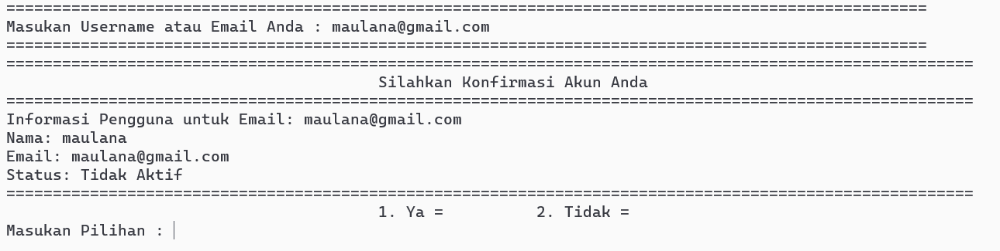 ===================================================================================================
Masukan Username atau Email Anda : maulana@gmail.com
===================================================================================================
========================================================================================================
Silahkan Konfirmasi Akun Anda
========================================================================================================
Informasi Pengguna untuk Email: maulana@gmail.com
Nama: maulana
Email: maulana@gmail.com
Status: Tidak Aktif
========================================================================================================
1. Ya =          2. Tidak =
Masukan Pilihan :